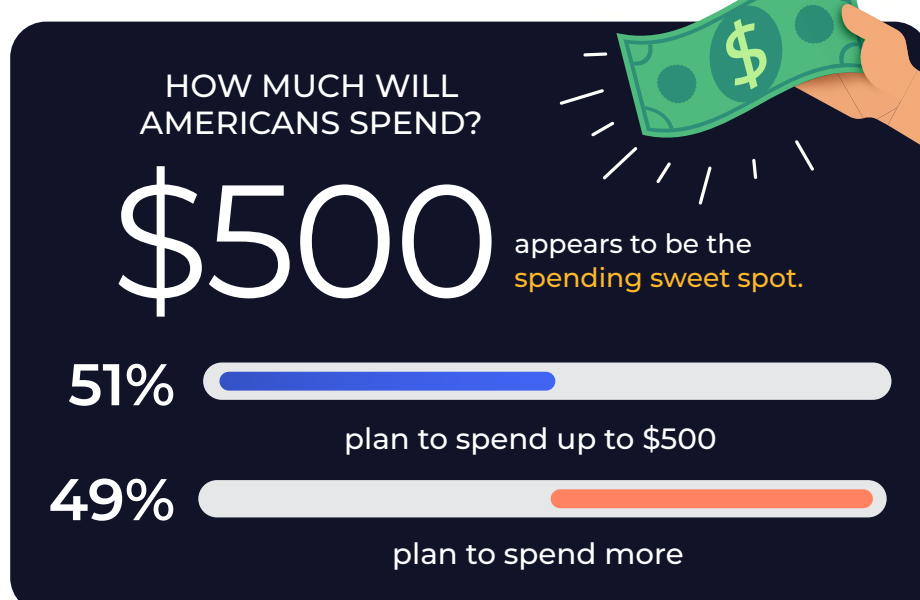 HOW MUCH WILL
AMERICANS SPEND?
$
$500
appears to be the
spending sweet spot.
51%
plan to spend up to $500
49%
plan to spend more